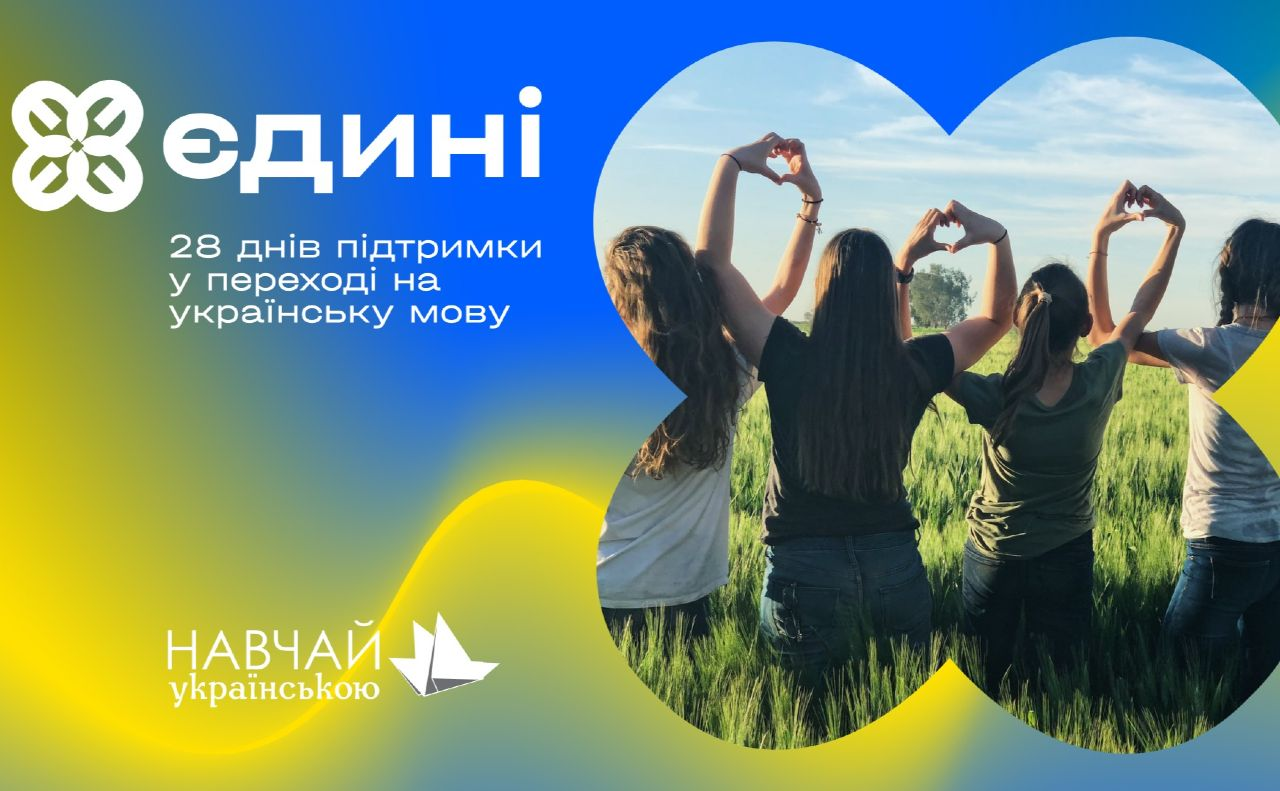 єдині
28 днів підтримки
у переході на
українську мову
НАВЧАЙ
українською